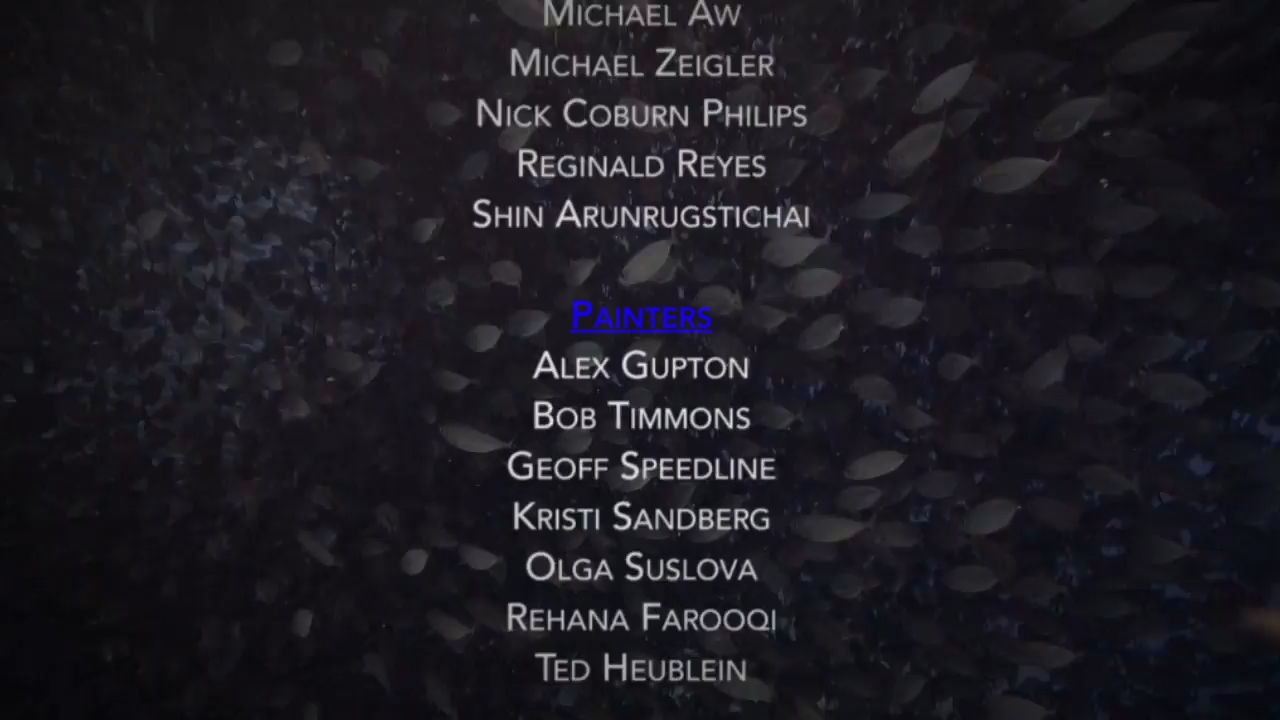 Michael Aw
Michael Zeigler
Nick Coburn Philips
Reginald Reyes
Shin Arunrugstichai
Painters
Alex Gupton
Bob Timmons
Geoff Speedline
Kristi Sandberg
Olga Suslova
Rehana Farooqi
Ted Heublein